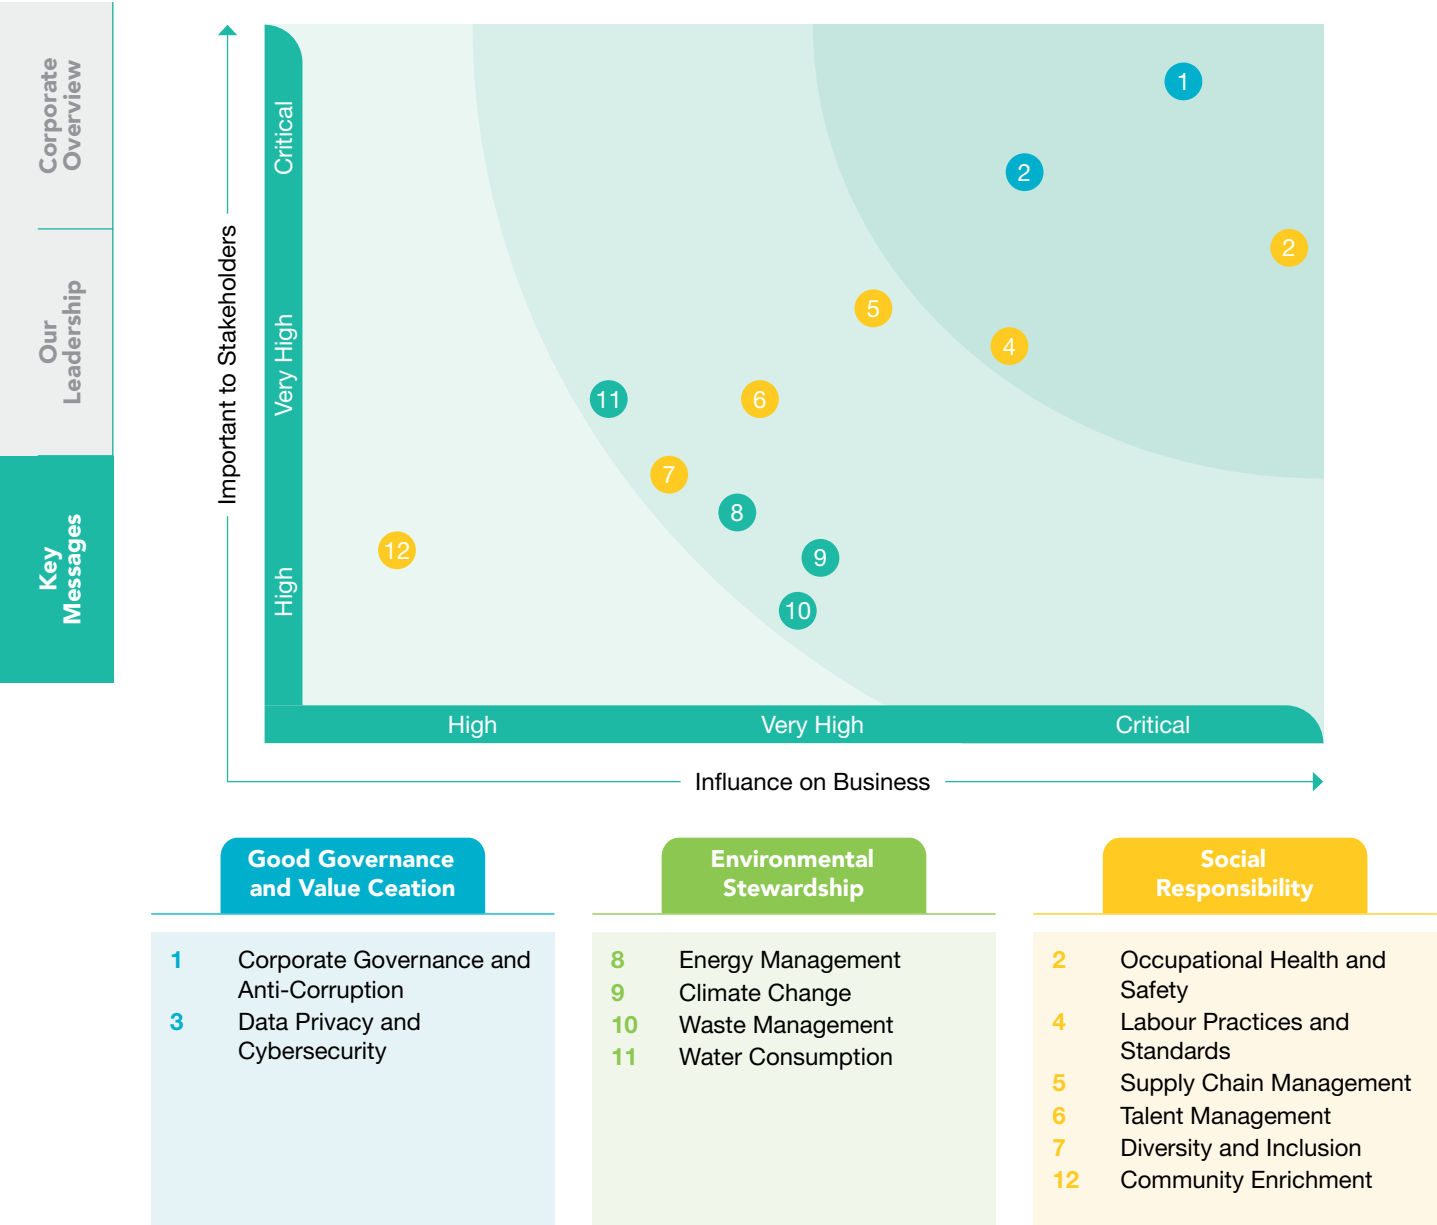 Corporate
Overview
Our
Leadership
Key
Messages
Important to Stakeholders
Critical
Very High
High
1
2
2
5
4
11
6
7
8
12
9
10
High
Very High
Critical
Influance on Business
Good Governance
and Value Ceation
1 Corporate Governance and
Anti-Corruption
3 Data Privacy and
Cybersecurity
Environmental
Stewardship
8 Energy Management
9 Climate Change
10 Waste Management
11 Water Consumption
Social
Responsibility
2 Occupational Health and
Safety
4 Labour Practices and
Standards
5 Supply Chain Management
6 Talent Management
7 Diversity and Inclusion
12 Community Enrichment